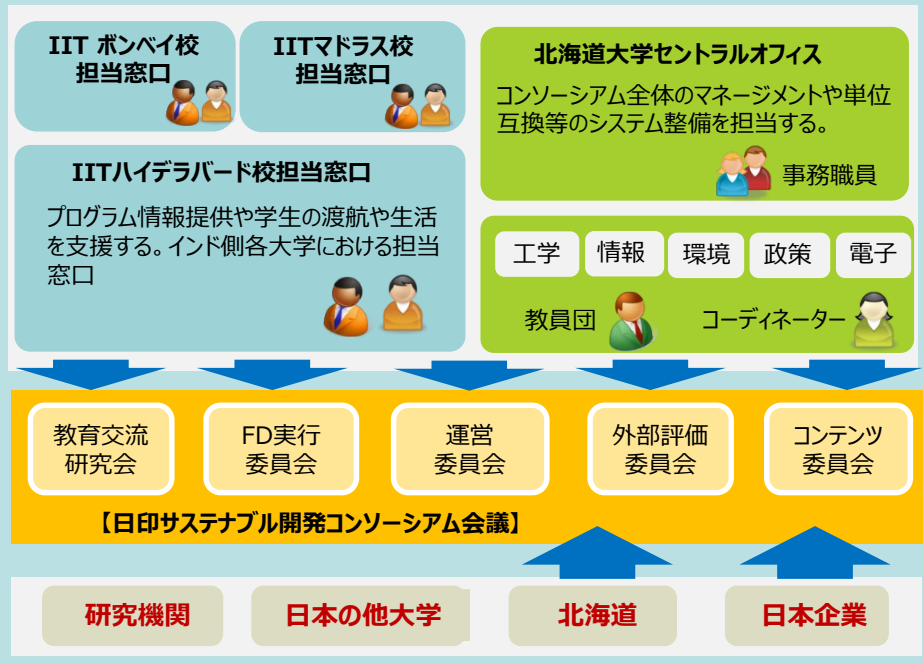 IIT ボンベイ校
担当窓口
IITマドラス校
担当窓口
IITハイデラバード校担当窓口
プログラム情報提供や学生の渡航や生活
を支援する。インド側各大学における担当
窓口
北海道大学セントラルオフィス
コンソーシアム全体のマネージメントや単位
互換等のシステム整備を担当する。
事務職員
工学 情報 環境 政策 電子
教員団 コーディネーター
教育交流
研究会
FD実行
委員会
運営
委員会
外部評価
委員会
コンテンツ
委員会
【日印サステナブル開発コンソーシアム会議】
研究機関 日本の他大学 北海道 日本企業